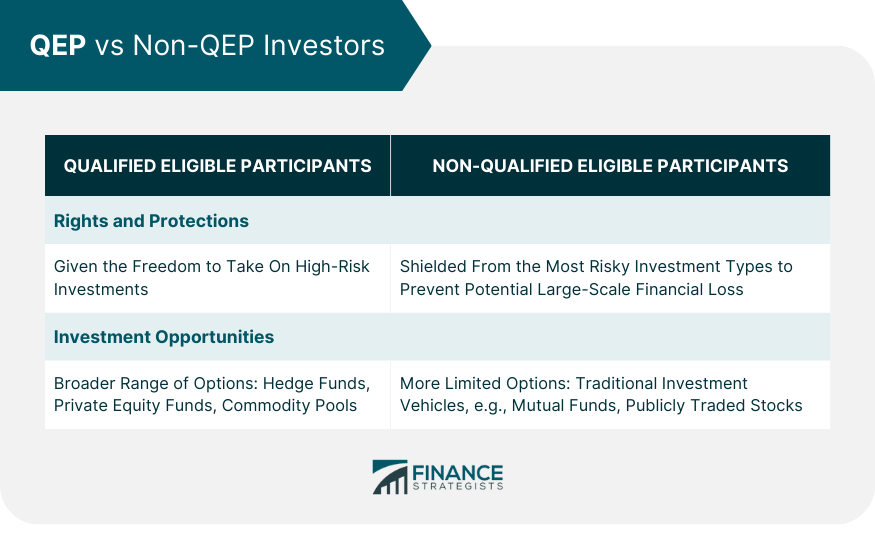 QEP vs Non-QEP Investors
QUALIFIED ELIGIBLE PARTICIPANTS
NON-QUALIFIED ELIGIBLE PARTICIPANTS
Rights and Protections
Given the Freedom to Take On High-Risk
Investments
Shielded From the Most Risky Investment Types to
Prevent Potential Large-Scale Financial Loss
Investment Opportunities
Broader Range of Options: Hedge Funds,
Private Equity Funds, Commodity Pools
More Limited Options: Traditional Investment
Vehicles, e.g., Mutual Funds, Publicly Traded Stocks
FINANCE
STRATEGISTS